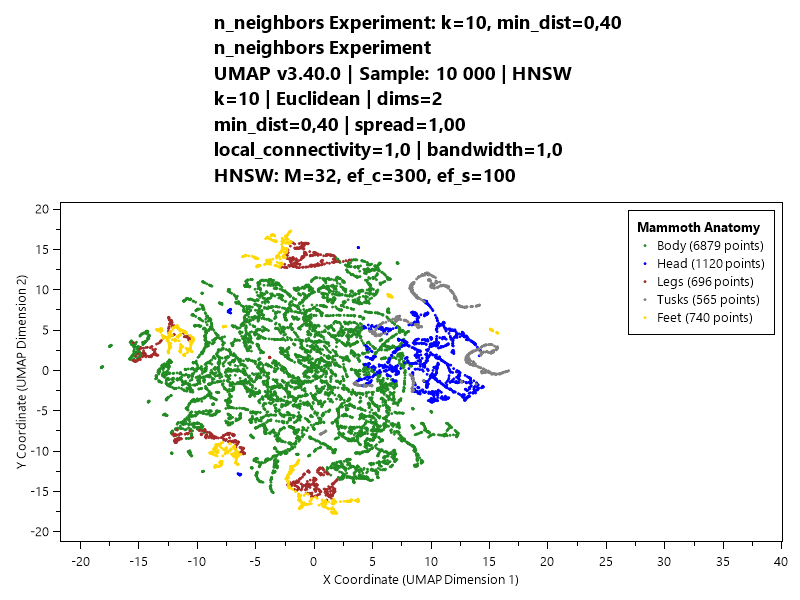 n_neighbors Experiment: k=10, min_dist=0,40
n_neighbors Experiment
UMAP v3.40.0 | Sample: 10 000 | HNSW
k=10 | Euclidean | dims=2
min_dist=0,40 | spread=1,00
local_connectivity=1,0 | bandwidth=1,0
HNSW: M=32, ef_c=300, ef_s=100
Mammoth Anatomy
Body (6879 points)
Head (1120 points)
Legs (696 points)
Tusks (565 points)
Feet (740 points)
Y Coordinate (UMAP Dimension 2)
20
15
10
5
0
-5
-10
-15
-20
-20 -15 -10 -5 0 5 10 15 20 25 30 35 40
X Coordinate (UMAP Dimension 1)